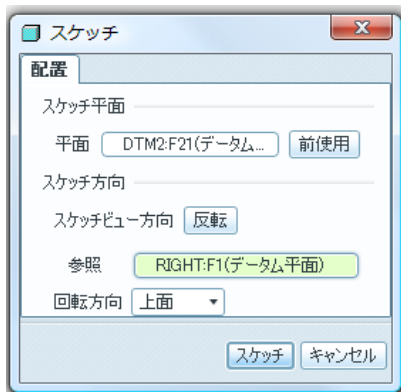 スケッチ
配置
スケッチ平面
平面 DTM2:F21(データム... 前使用
スケッチ方向
スケッチビュー方向 反転
参照 RIGHT:F1(データム平面)
回転方向 上面
スケッチ キャンセル